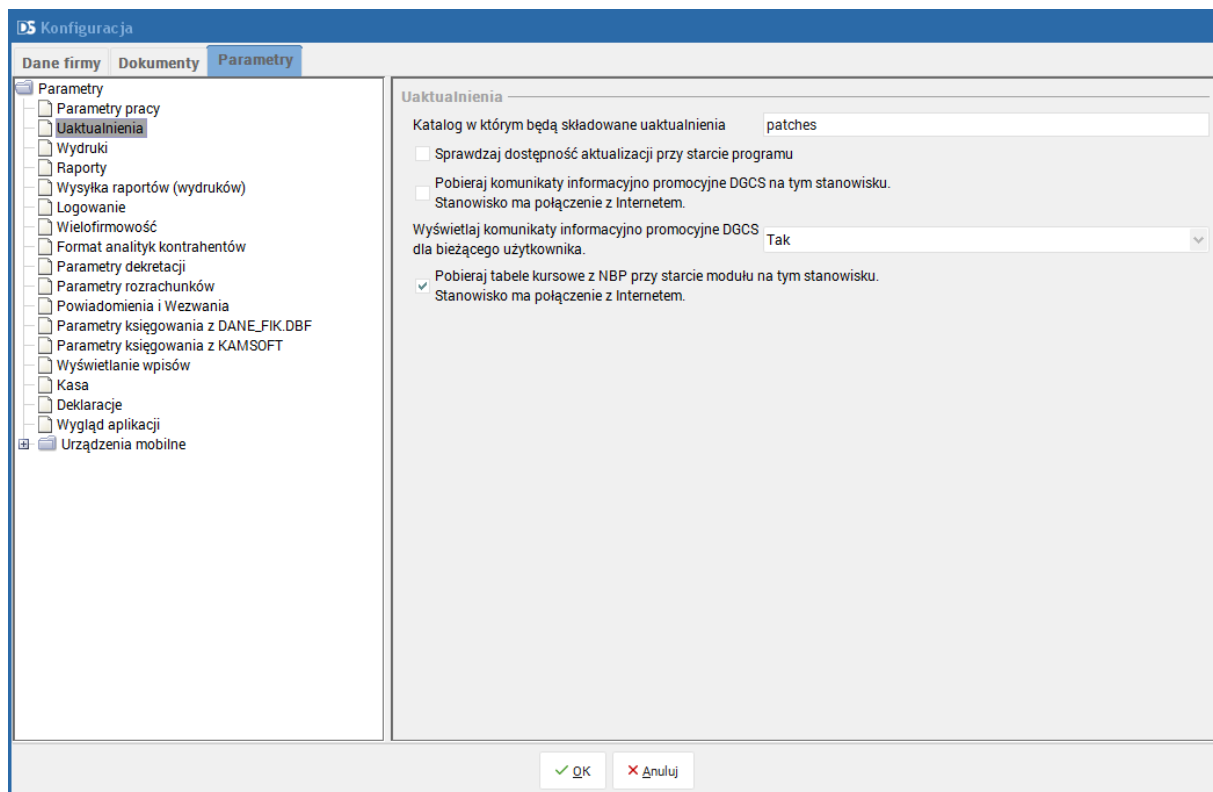 D5 Konfiguracja
Dane firmy Dokumenty Parametry
Parametry
Parametry pracy
Uaktualnienia
Wydruki
Raporty
Wysyłka raportów (wydruków)
Logowanie
Wielofirmowość
Format analityk kontrahentów
Parametry dekretacji
Parametry rozrachunków
Powiadomienia i Wezwania
Parametry księgowania z DANE_FIK.DBF
Parametry księgowania z KAMSOFT
Wyświetlanie wpisów
Kasa
Deklaracje
Wygląd aplikacji
Urządzenia mobilne
Uaktualnienia
Katalog w którym będą składowane uaktualnienia patches
Sprawdzaj dostępność aktualizacji przy starcie programu
Pobieraj komunikaty informacyjno promocyjne DGCS na tym stanowisku.
Stanowisko ma połączenie z Internetem.
Wyświetlaj komunikaty informacyjno promocyjne DGCS
dla bieżącego użytkownika.
Tak
Pobieraj tabele kursowe z NBP przy starcie modułu na tym stanowisku.
Stanowisko ma połączenie z Internetem.
OK Anuluj